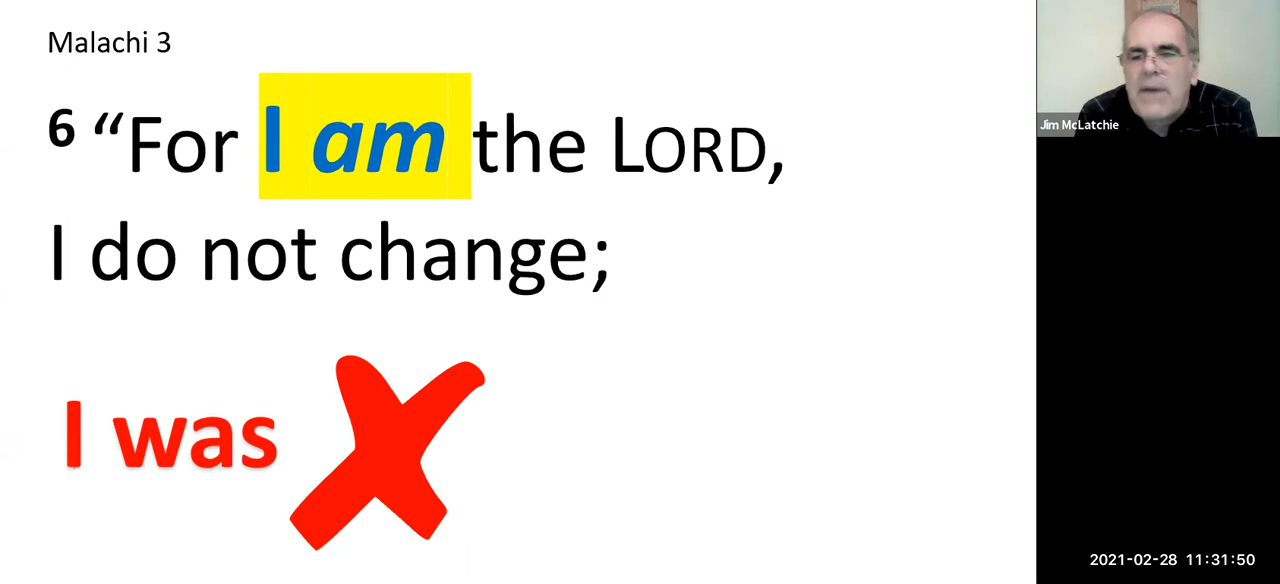 Malachi 3
6 “For I am the LORD,
I do not change;
I was
Jim McLatchie
2021-02-28 11:31:50